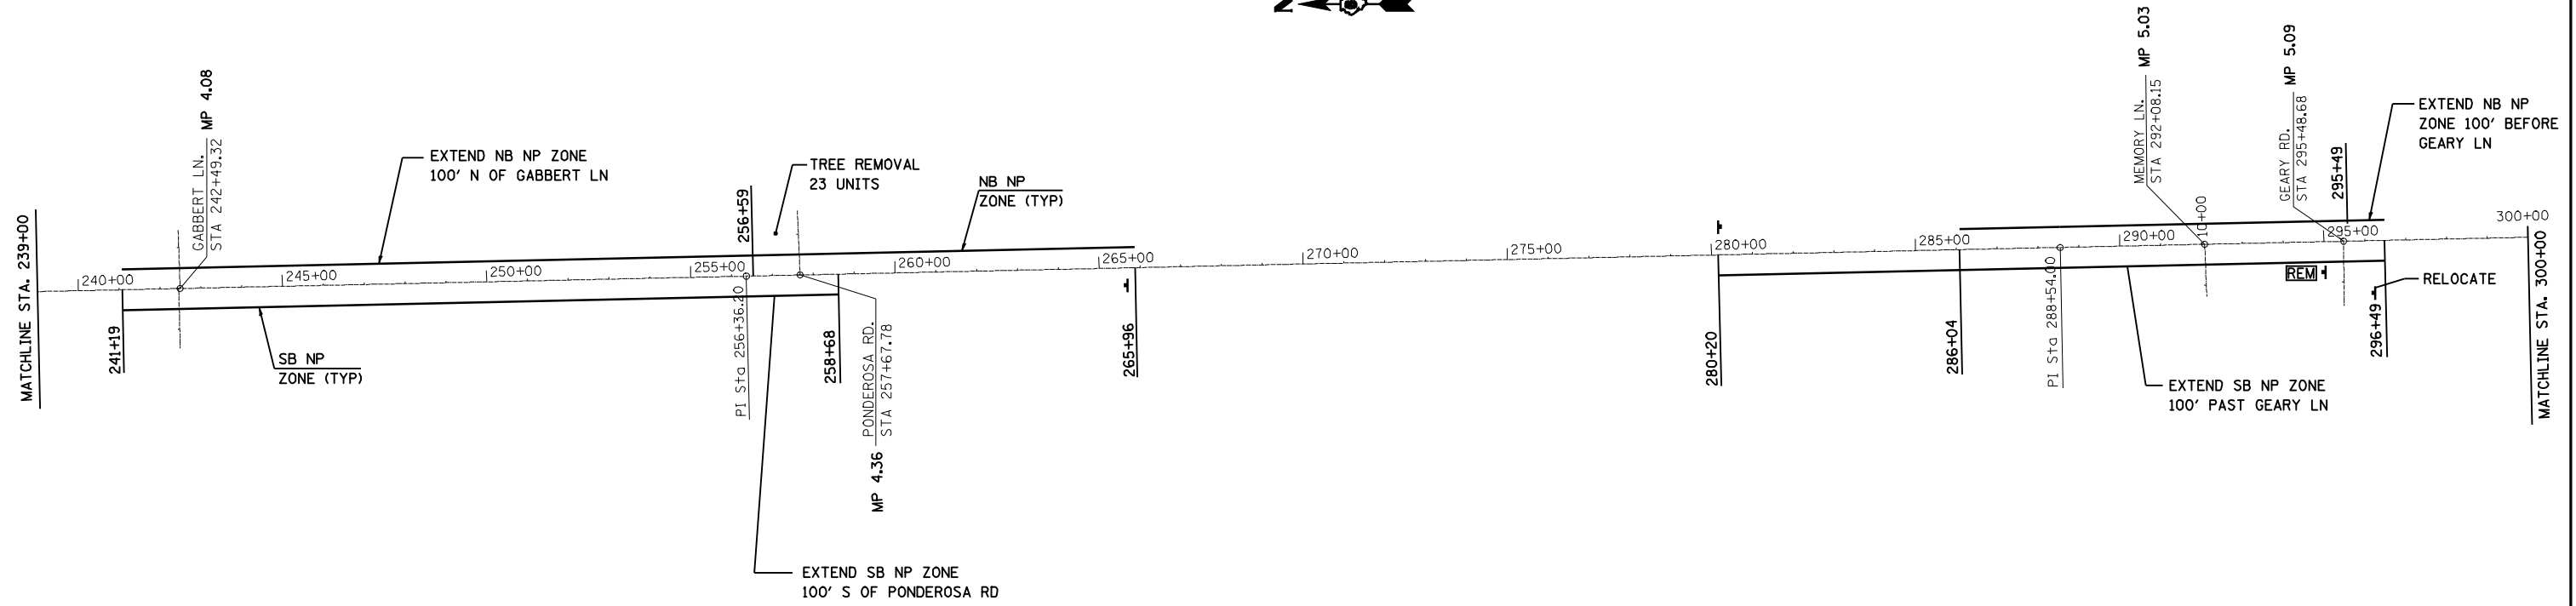 N
MATCHLINE STA. 239+00
GABBERT LN.
MP 4.08
STA 242+49.32
EXTEND NB NP ZONE
100' N OF GABBERT LN
256+59
TREE REMOVAL
23 UNITS
NB NP
ZONE (TYP)
MEMORY LN.
MP 5.03
STA 292+08.15
10+00
GEARY RD.
MP 5.09
STA 295+48.68
295+49
EXTEND NB NP
ZONE 100' BEFORE
GEARY LN
240+00
245+00
250+00
255+00
260+00
265+00
270+00
275+00
280+00
285+00
290+00
295+00
300+00
241+19
SB NP
ZONE (TYP)
PI Sta 256+36.20
258+68
PONDEROSA RD.
MP 4.36
STA 257+67.78
265+96
280+20
286+04
PI Sta 288+54.00
REM
RELOCATE
296+49
EXTEND SB NP ZONE
100' PAST GEARY LN
MATCHLINE STA. 300+00
EXTEND SB NP ZONE
100' S OF PONDEROSA RD